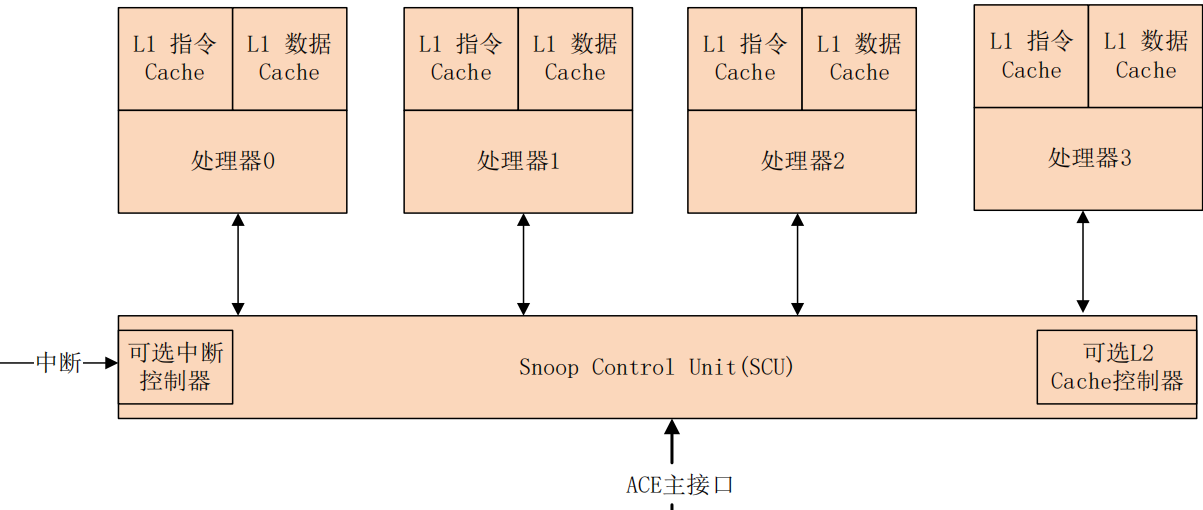 L1 指令 Cache
L1 数据 Cache
L1 指令 Cache
L1 数据 Cache
L1 指令 Cache
L1 数据 Cache
L1 指令 Cache
L1 数据 Cache
处理器0
处理器1
处理器2
处理器3
中断
可选中断
控制器
Snoop Control Unit(SCU)
可选L2
Cache控制器
ACE主接口